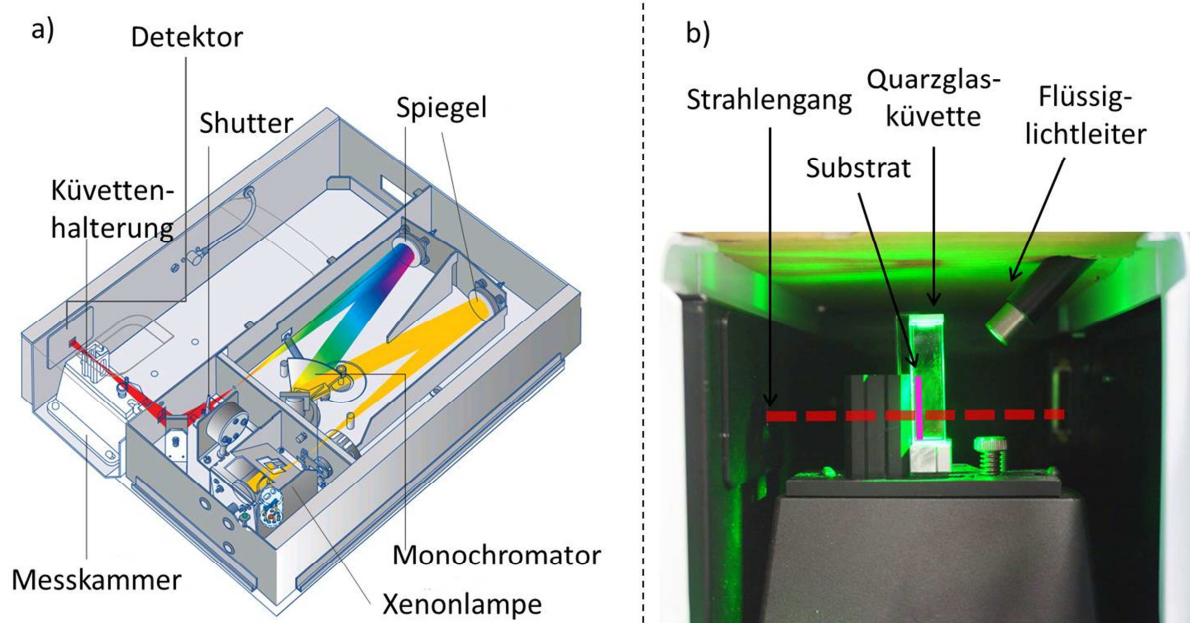 a)
Detektor
Shutter
Spiegel
Küvetten-
halterung
Messkammer
Monochromator
Xenonlampe
b)
Strahlengang
Quarzglas-
küvette
Flüssig-
lichtleiter
Substrat